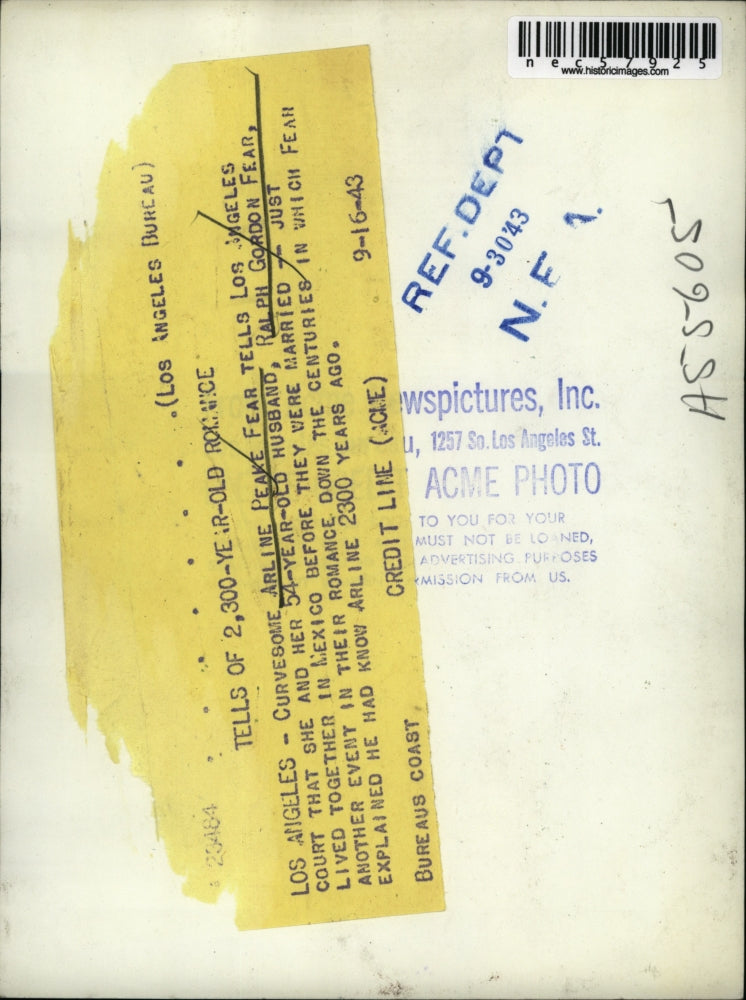 nec57925
www.historicimages.com
(LOS ANGELES BUREAU)
23484
TELLS OF 2,300-YEAR-OLD ROMANCE
LOS ANGELES - CURVESOME ARLINE PEAKE FEAR TELLS LOS ANGELES
COURT THAT SHE AND HER 54-YEAR-OLD HUSBAND, RALPH GORDON FEAR,
LIVED TOGETHER IN MEXICO BEFORE THEY WERE MARRIED -- JUST
ANOTHER EVENT IN THEIR ROMANCE DOWN THE CENTURIES IN WHICH FEAR
EXPLAINED HE HAD KNOW ARLINE 2300 YEARS AGO.
CREDIT LINE (ACME) 9-16-43
BUREAUS COAST
REF. DEPT
9-30 43
N. E. A.
ewspictures, Inc.
u, 1257 So. Los Angeles St.
ACME PHOTO
TO YOU FOR YOUR
MUST NOT BE LOANED,
ADVERTISING PURPOSES
MISSION FROM US.
A55605